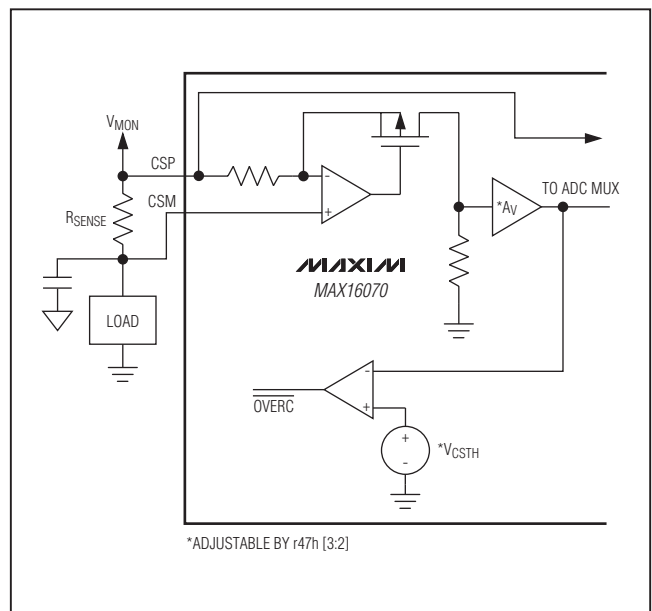 VMON
CSP
CSM
RSENSE
LOAD
-
+
MAXIM
MAX16070
*AV
TO ADC MUX
OVERC
-
+
+
-
*VCSTH
*ADJUSTABLE BY r47h [3:2]